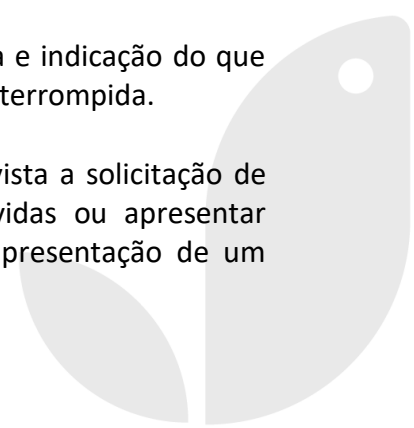 a e indicação do que
terrompida.
vista a solicitação de
vidas ou apresentar
presentação de um